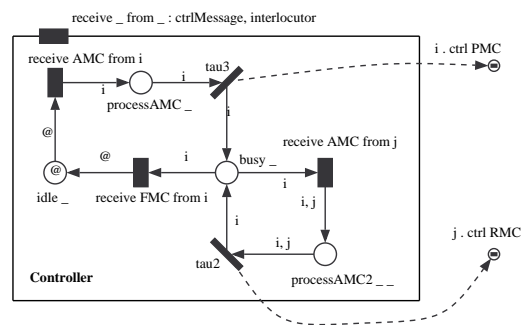 receive _ from _ : ctrlMessage, interlocutor
receive AMC from i
tau3
i . ctrl PMC
i
i
processAMC _
i
@
receive AMC from j
@
i
busy _
@
i
idle _
receive FMC from i
i, j
i
i, j
j . ctrl RMC
tau2
processAMC2 _ _
Controller